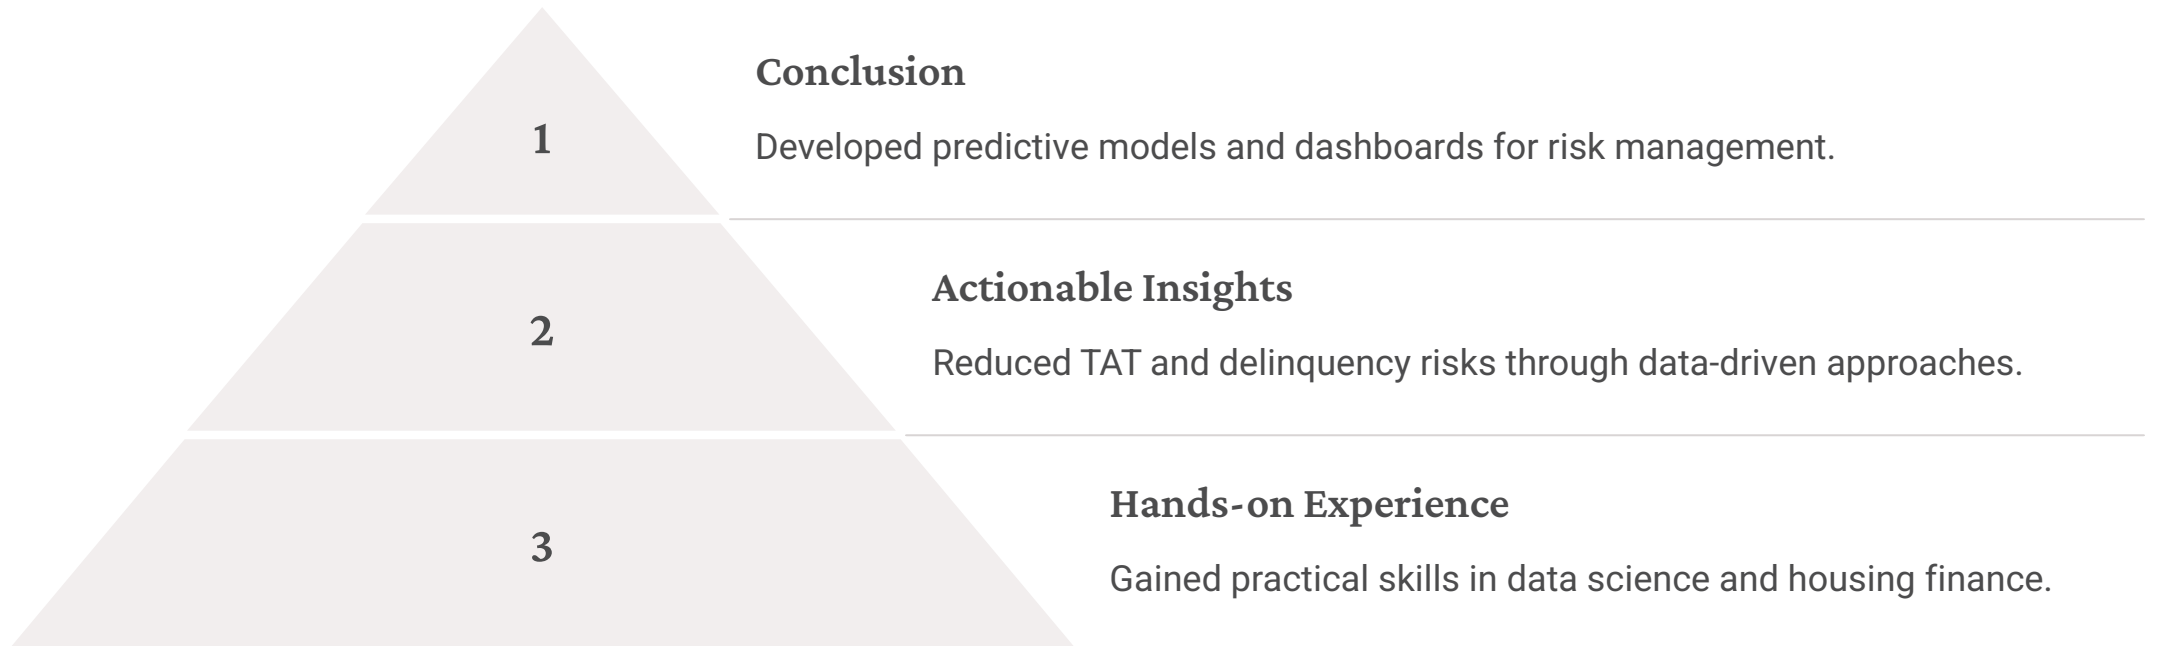 1
Conclusion
Developed predictive models and dashboards for risk management.
2
Actionable Insights
Reduced TAT and delinquency risks through data-driven approaches.
3
Hands-on Experience
Gained practical skills in data science and housing finance.